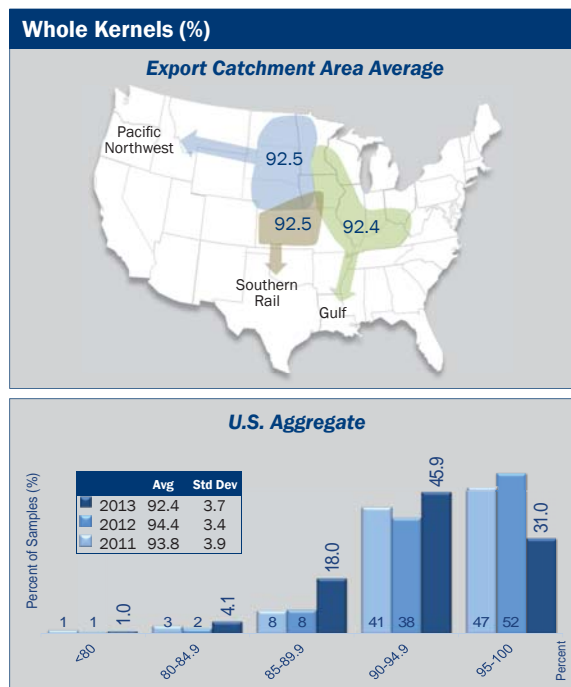 Whole Kernels (%)
Export Catchment Area Average
Pacific
Northwest
92.5
92.5
92.4
Southern
Rail
Gulf
U.S. Aggregate
Percent of Samples (%)
Avg Std Dev
2013 92.4 3.7
2012 94.4 3.4
2011 93.8 3.9
1 1 1.0
3 2 4.1
8 8 18.0
41 38 45.9
47 52 31.0
<80 80-84.9 85-89.9 90-94.9 95-100
Percent